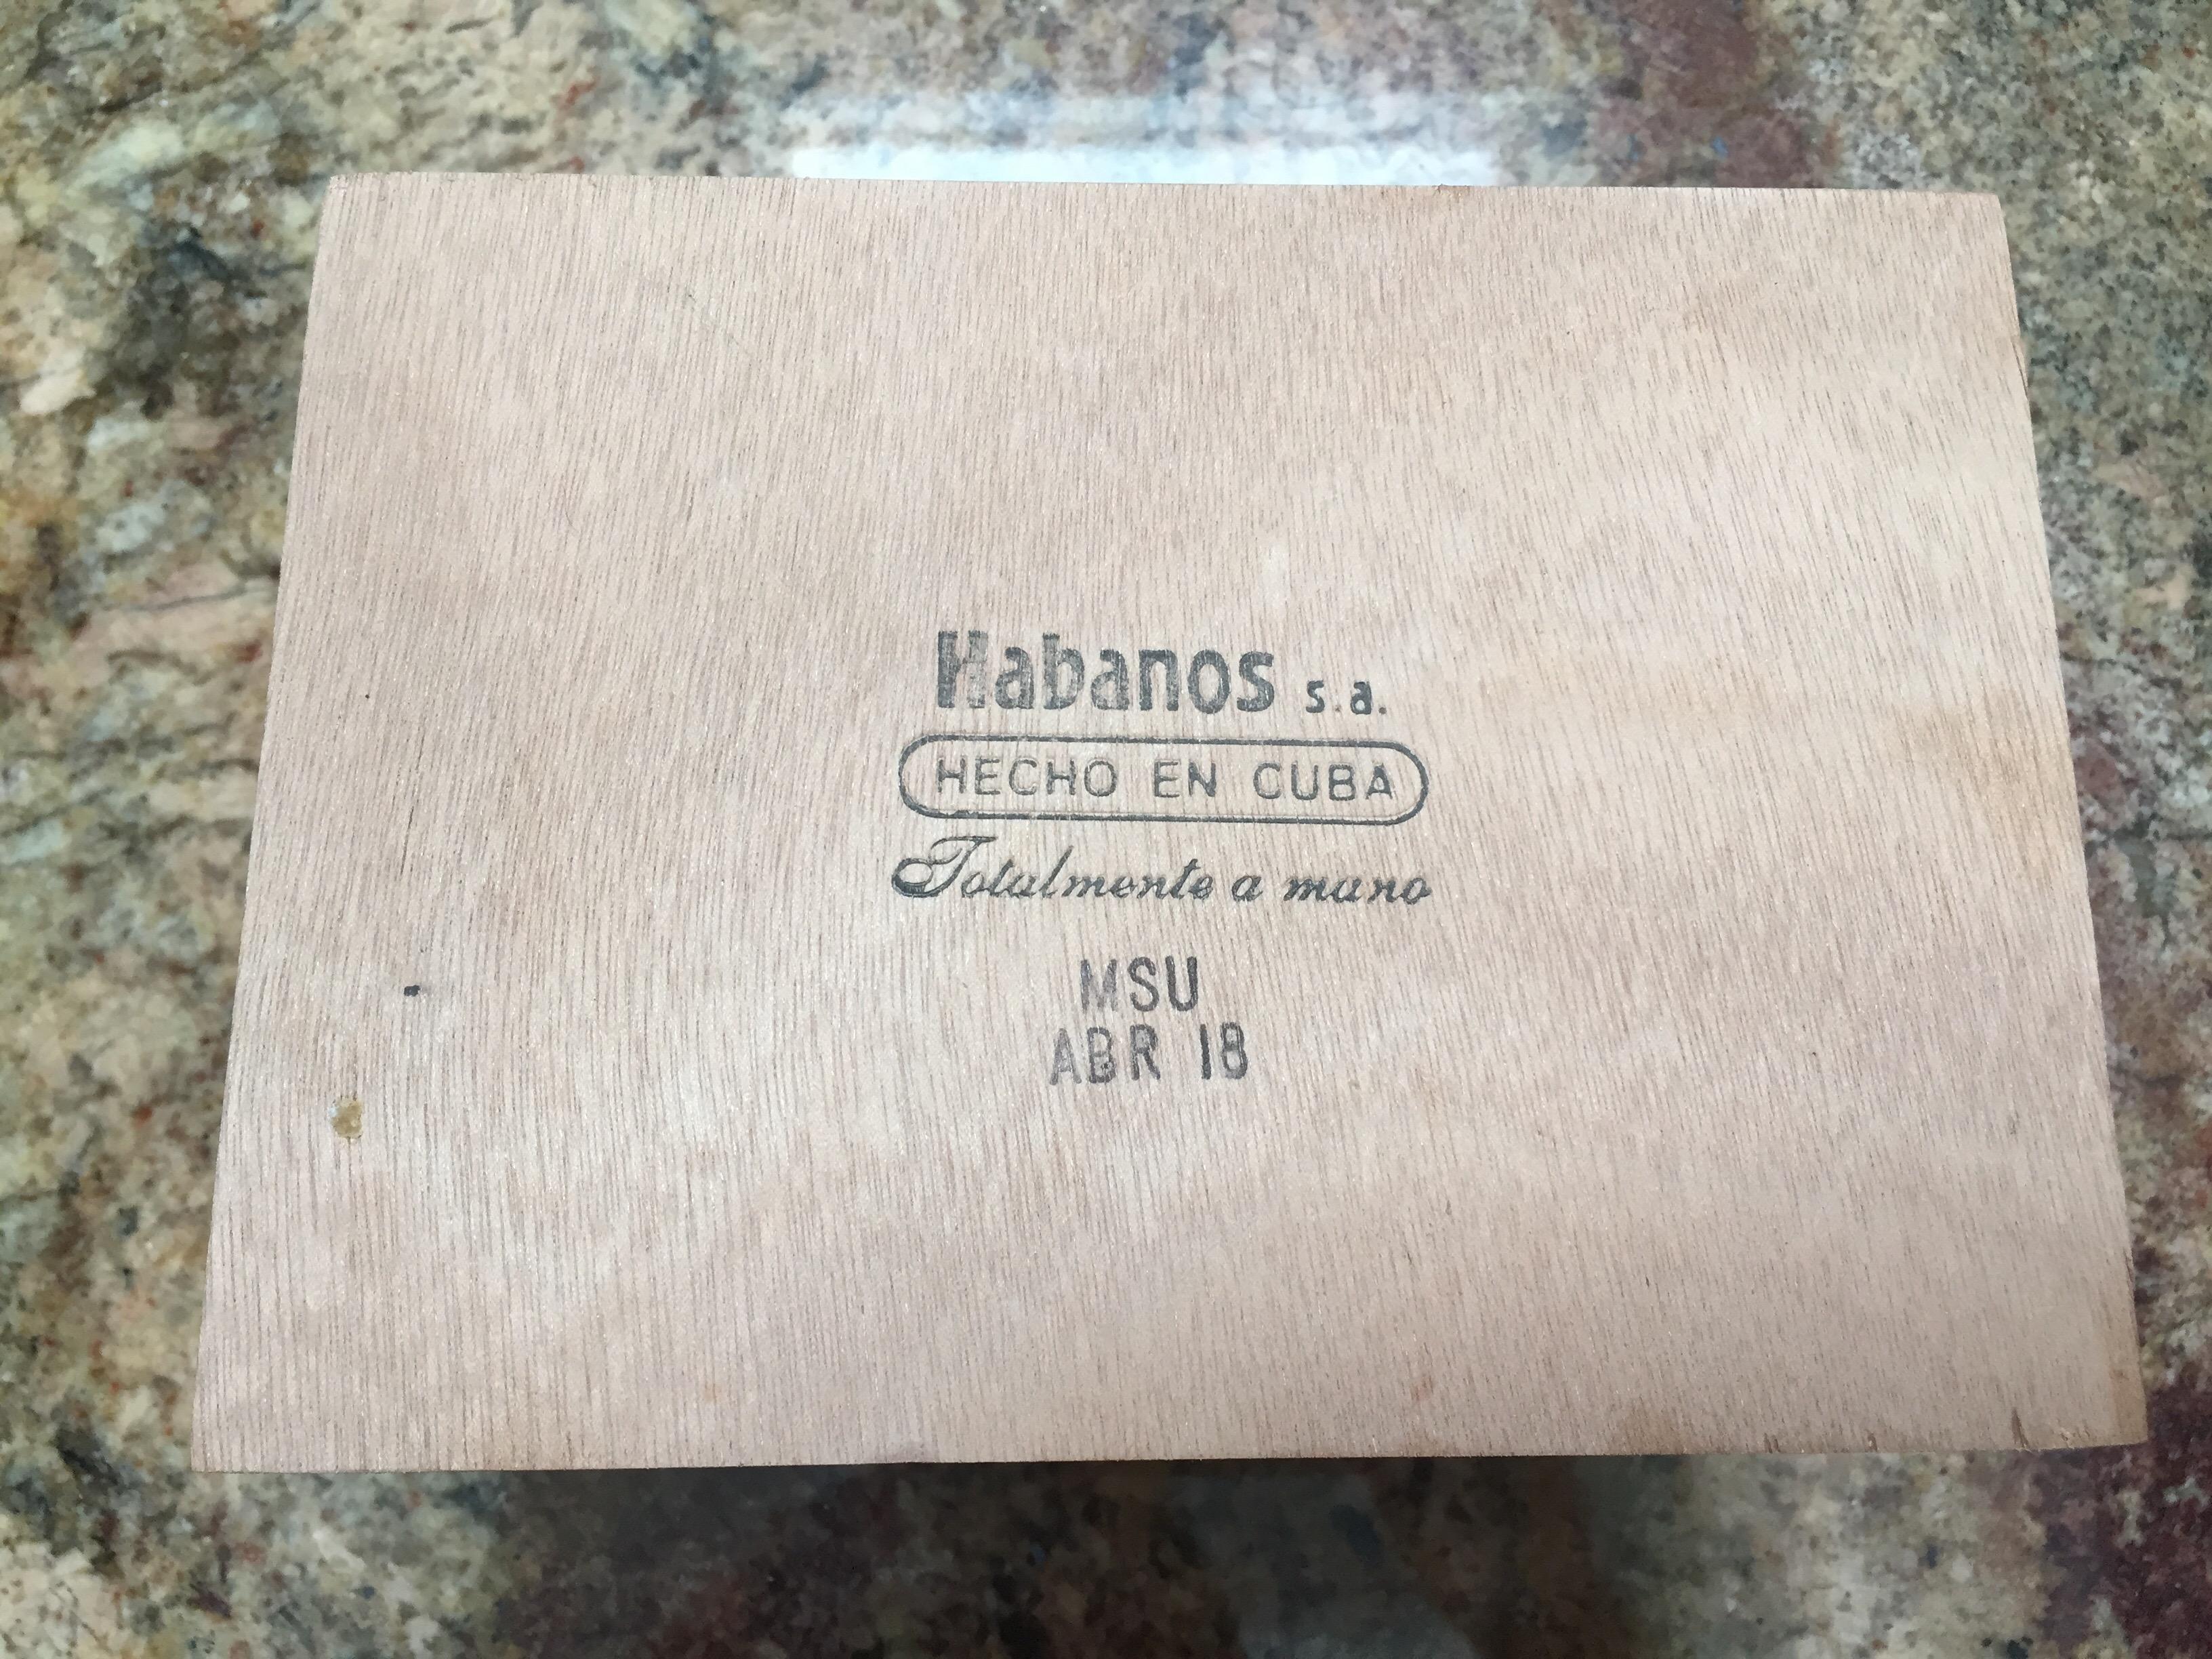 Habanos s.a.
HECHO EN CUBA
Totalmente a mano
MSU
ABR 18